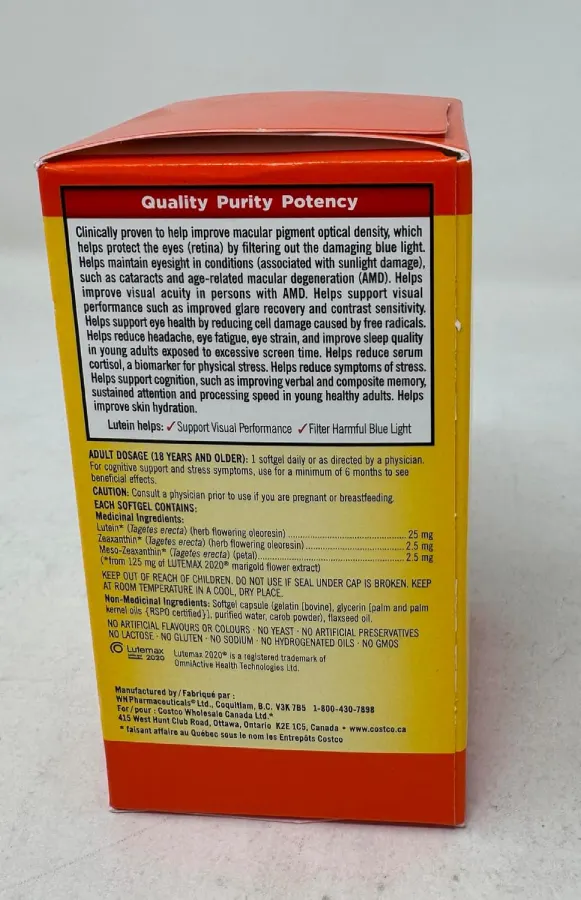 Quality Purity Potency
Clinically proven to help improve macular pigment optical density, which
helps protect the eyes (retina) by filtering out the damaging blue light.
Helps maintain eyesight in conditions (associated with sunlight damage),
such as cataracts and age-related macular degeneration (AMD). Helps
improve visual acuity in persons with AMD. Helps support visual
performance such as improved glare recovery and contrast sensitivity.
Helps support eye health by reducing cell damage caused by free radicals.
Helps reduce headache, eye fatigue, eye strain, and improve sleep quality
in young adults exposed to excessive screen time. Helps reduce serum
cortisol, a biomarker for physical stress. Helps reduce symptoms of stress.
Helps support cognition, such as improving verbal and composite memory,
sustained attention and processing speed in young healthy adults. Helps
improve skin hydration.
Lutein helps: ✓ Support Visual Performance ✓ Filter Harmful Blue Light
ADULT DOSAGE (18 YEARS AND OLDER): 1 softgel daily or as directed by a physician.
For cognitive support and stress symptoms, use for a minimum of 6 months to see
beneficial effects.
CAUTION: Consult a physician prior to use if you are pregnant or breastfeeding.
EACH SOFTGEL CONTAINS:
Medicinal Ingredients:
Lutein* (Tagetes erecta) (herb flowering oleoresin) ........ 25 mg
Zeaxanthin* (Tagetes erecta) (herb flowering oleoresin) ........ 2.5 mg
Meso-Zeaxanthin* (Tagetes erecta) (petal) ........ 2.5 mg
(*from 125 mg of LUTEMAX 2020® marigold flower extract)
KEEP OUT OF REACH OF CHILDREN. DO NOT USE IF SEAL UNDER CAP IS BROKEN. KEEP
AT ROOM TEMPERATURE IN A COOL, DRY PLACE.
Non-Medicinal Ingredients: Softgel capsule (gelatin [bovine], glycerin [palm and palm
kernel oils {RSPO certified}], purified water, carob powder), flaxseed oil.
NO ARTIFICIAL FLAVOURS OR COLOURS · NO YEAST · NO ARTIFICIAL PRESERVATIVES
NO LACTOSE · NO GLUTEN · NO SODIUM · NO HYDROGENATED OILS · NO GMOS
Lutemax 2020
Lutemax 2020® is a registered trademark of
OmniActive Health Technologies Ltd.
Manufactured by / Fabriqué par :
WN Pharmaceuticals® Ltd., Coquitlam, B.C. V3K 7B5 1-800-430-7898
For / pour : Costco Wholesale Canada Ltd.*
415 West Hunt Club Road, Ottawa, Ontario K2E 1C5, Canada • www.costco.ca
* faisant affaire au Québec sous le nom les Entrepôts Costco